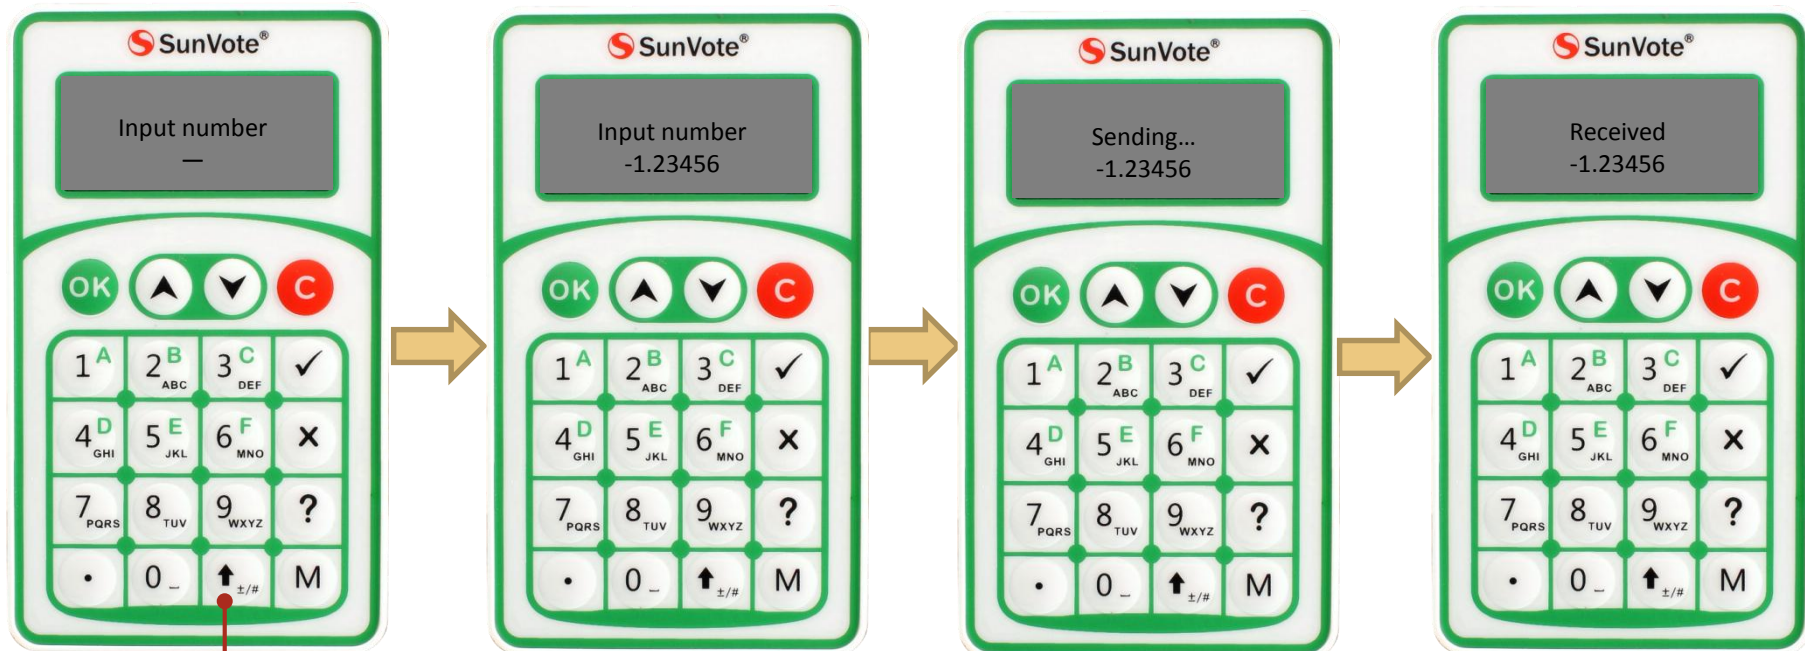 SunVote®
Input number
—
OK C
1 A 2 B ABC 3 C DEF ✓
4 D GHI 5 E JKL 6 F MNO ×
7 PQRS 8 TUV 9 WXYZ ?
. 0 _ ±/# M
SunVote®
Input number
-1.23456
OK C
1 A 2 B ABC 3 C DEF ✓
4 D GHI 5 E JKL 6 F MNO ×
7 PQRS 8 TUV 9 WXYZ ?
. 0 _ ±/# M
SunVote®
Sending...
-1.23456
OK C
1 A 2 B ABC 3 C DEF ✓
4 D GHI 5 E JKL 6 F MNO ×
7 PQRS 8 TUV 9 WXYZ ?
. 0 _ ±/# M
SunVote®
Received
-1.23456
OK C
1 A 2 B ABC 3 C DEF ✓
4 D GHI 5 E JKL 6 F MNO ×
7 PQRS 8 TUV 9 WXYZ ?
. 0 _ ±/# M